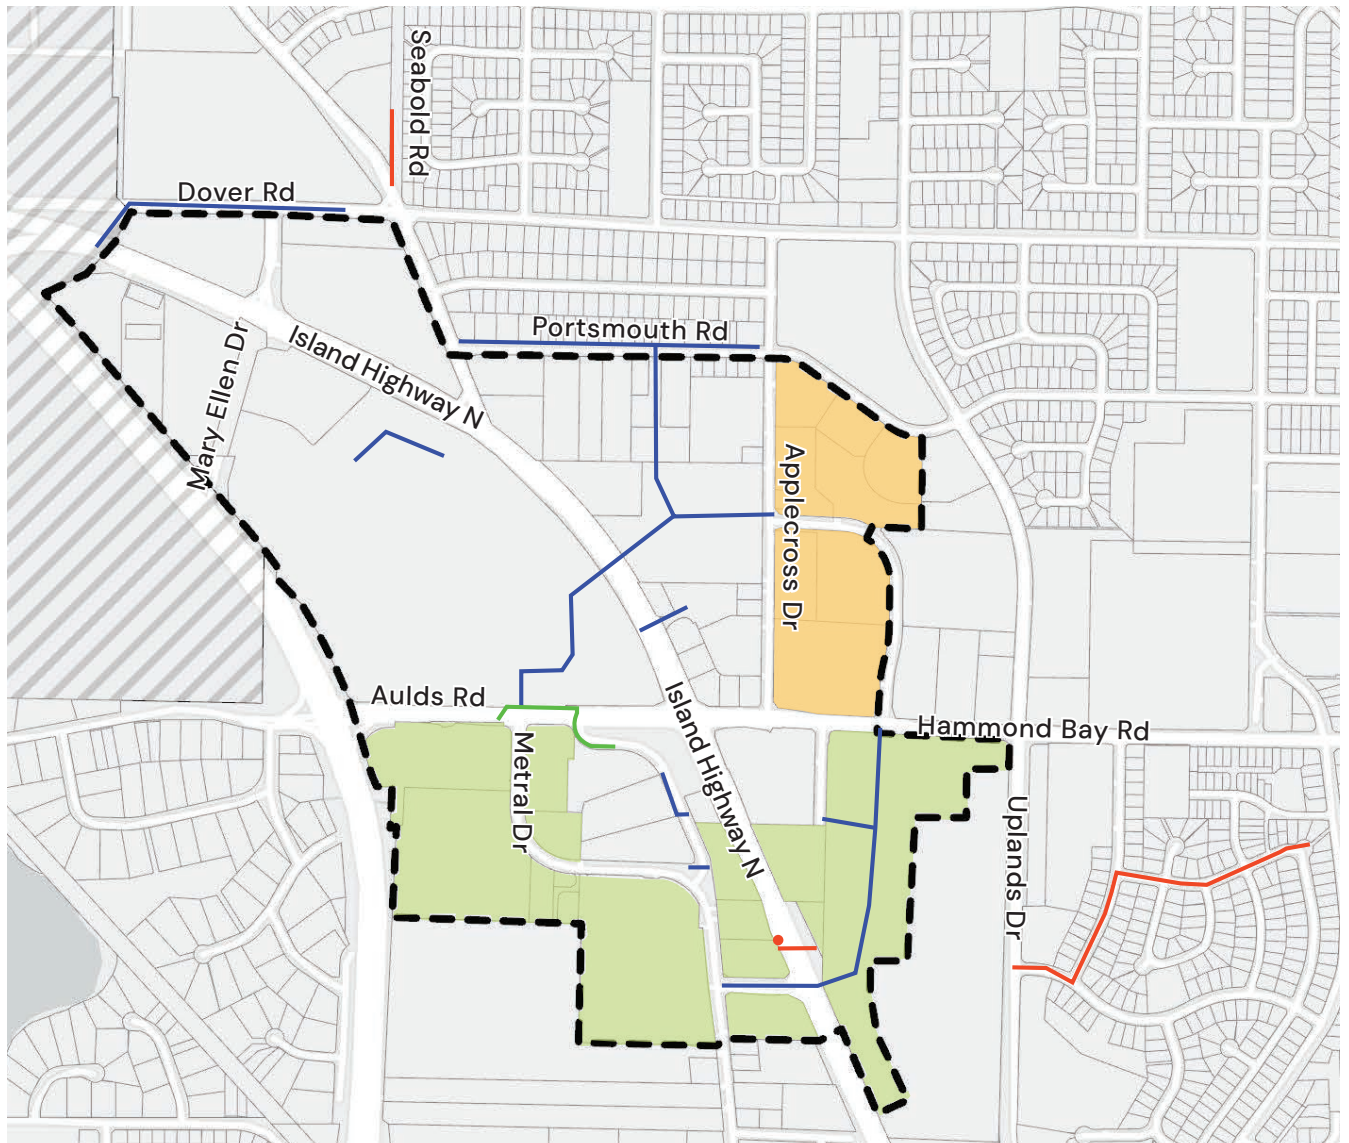 Seabold Rd
Dover Rd
Portsmouth Rd
Island Highway N
Mary Ellen Dr
Applecross Dr
Aulds Rd
Island Highway N
Hammond Bay Rd
Metral Dr
Uplands Dr